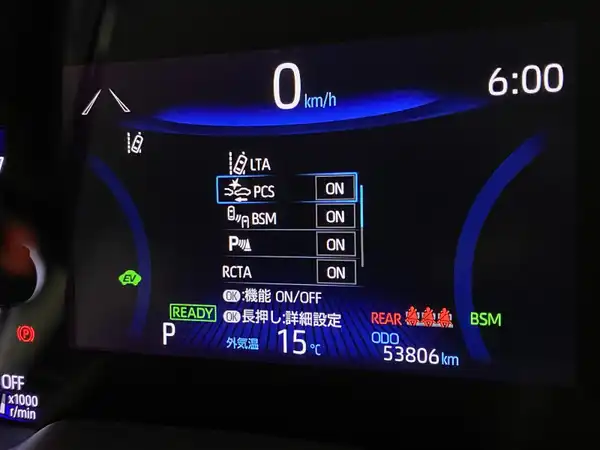 0 km/h
6:00
LTA
PCS ON
BSM ON
P ON
RCTA ON
OK:機能 ON/OFF
OK長押し:詳細設定
EV
READY
REAR
BSM
P
外気温 15℃
ODO
53806 km
(P)
OFF
x1000
r/min